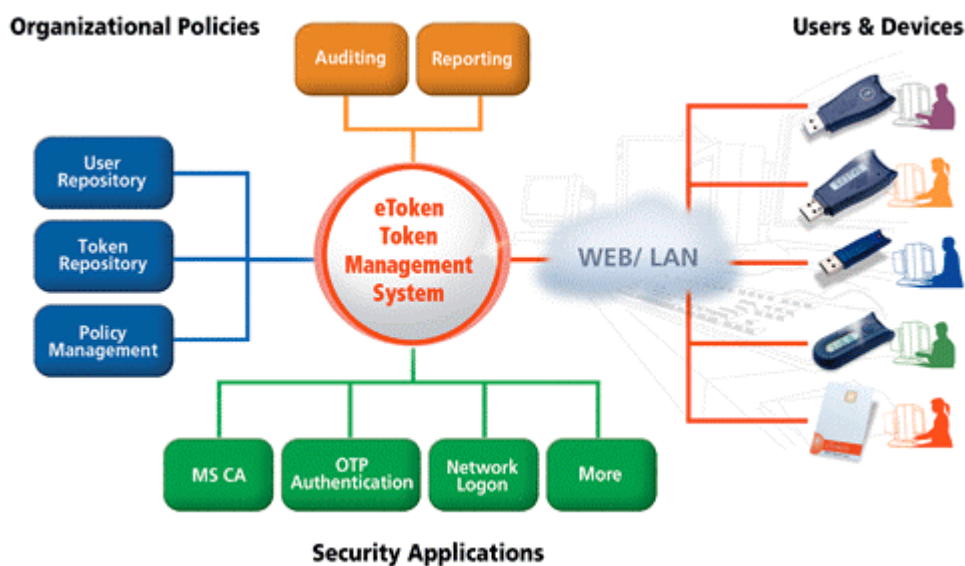 Organizational Policies
Users & Devices
Auditing
Reporting
User
Repository
Token
Repository
Policy
Management
eToken
Token
Management
System
WEB/ LAN
MS CA
OTP
Authentication
Network
Logon
More
Security Applications